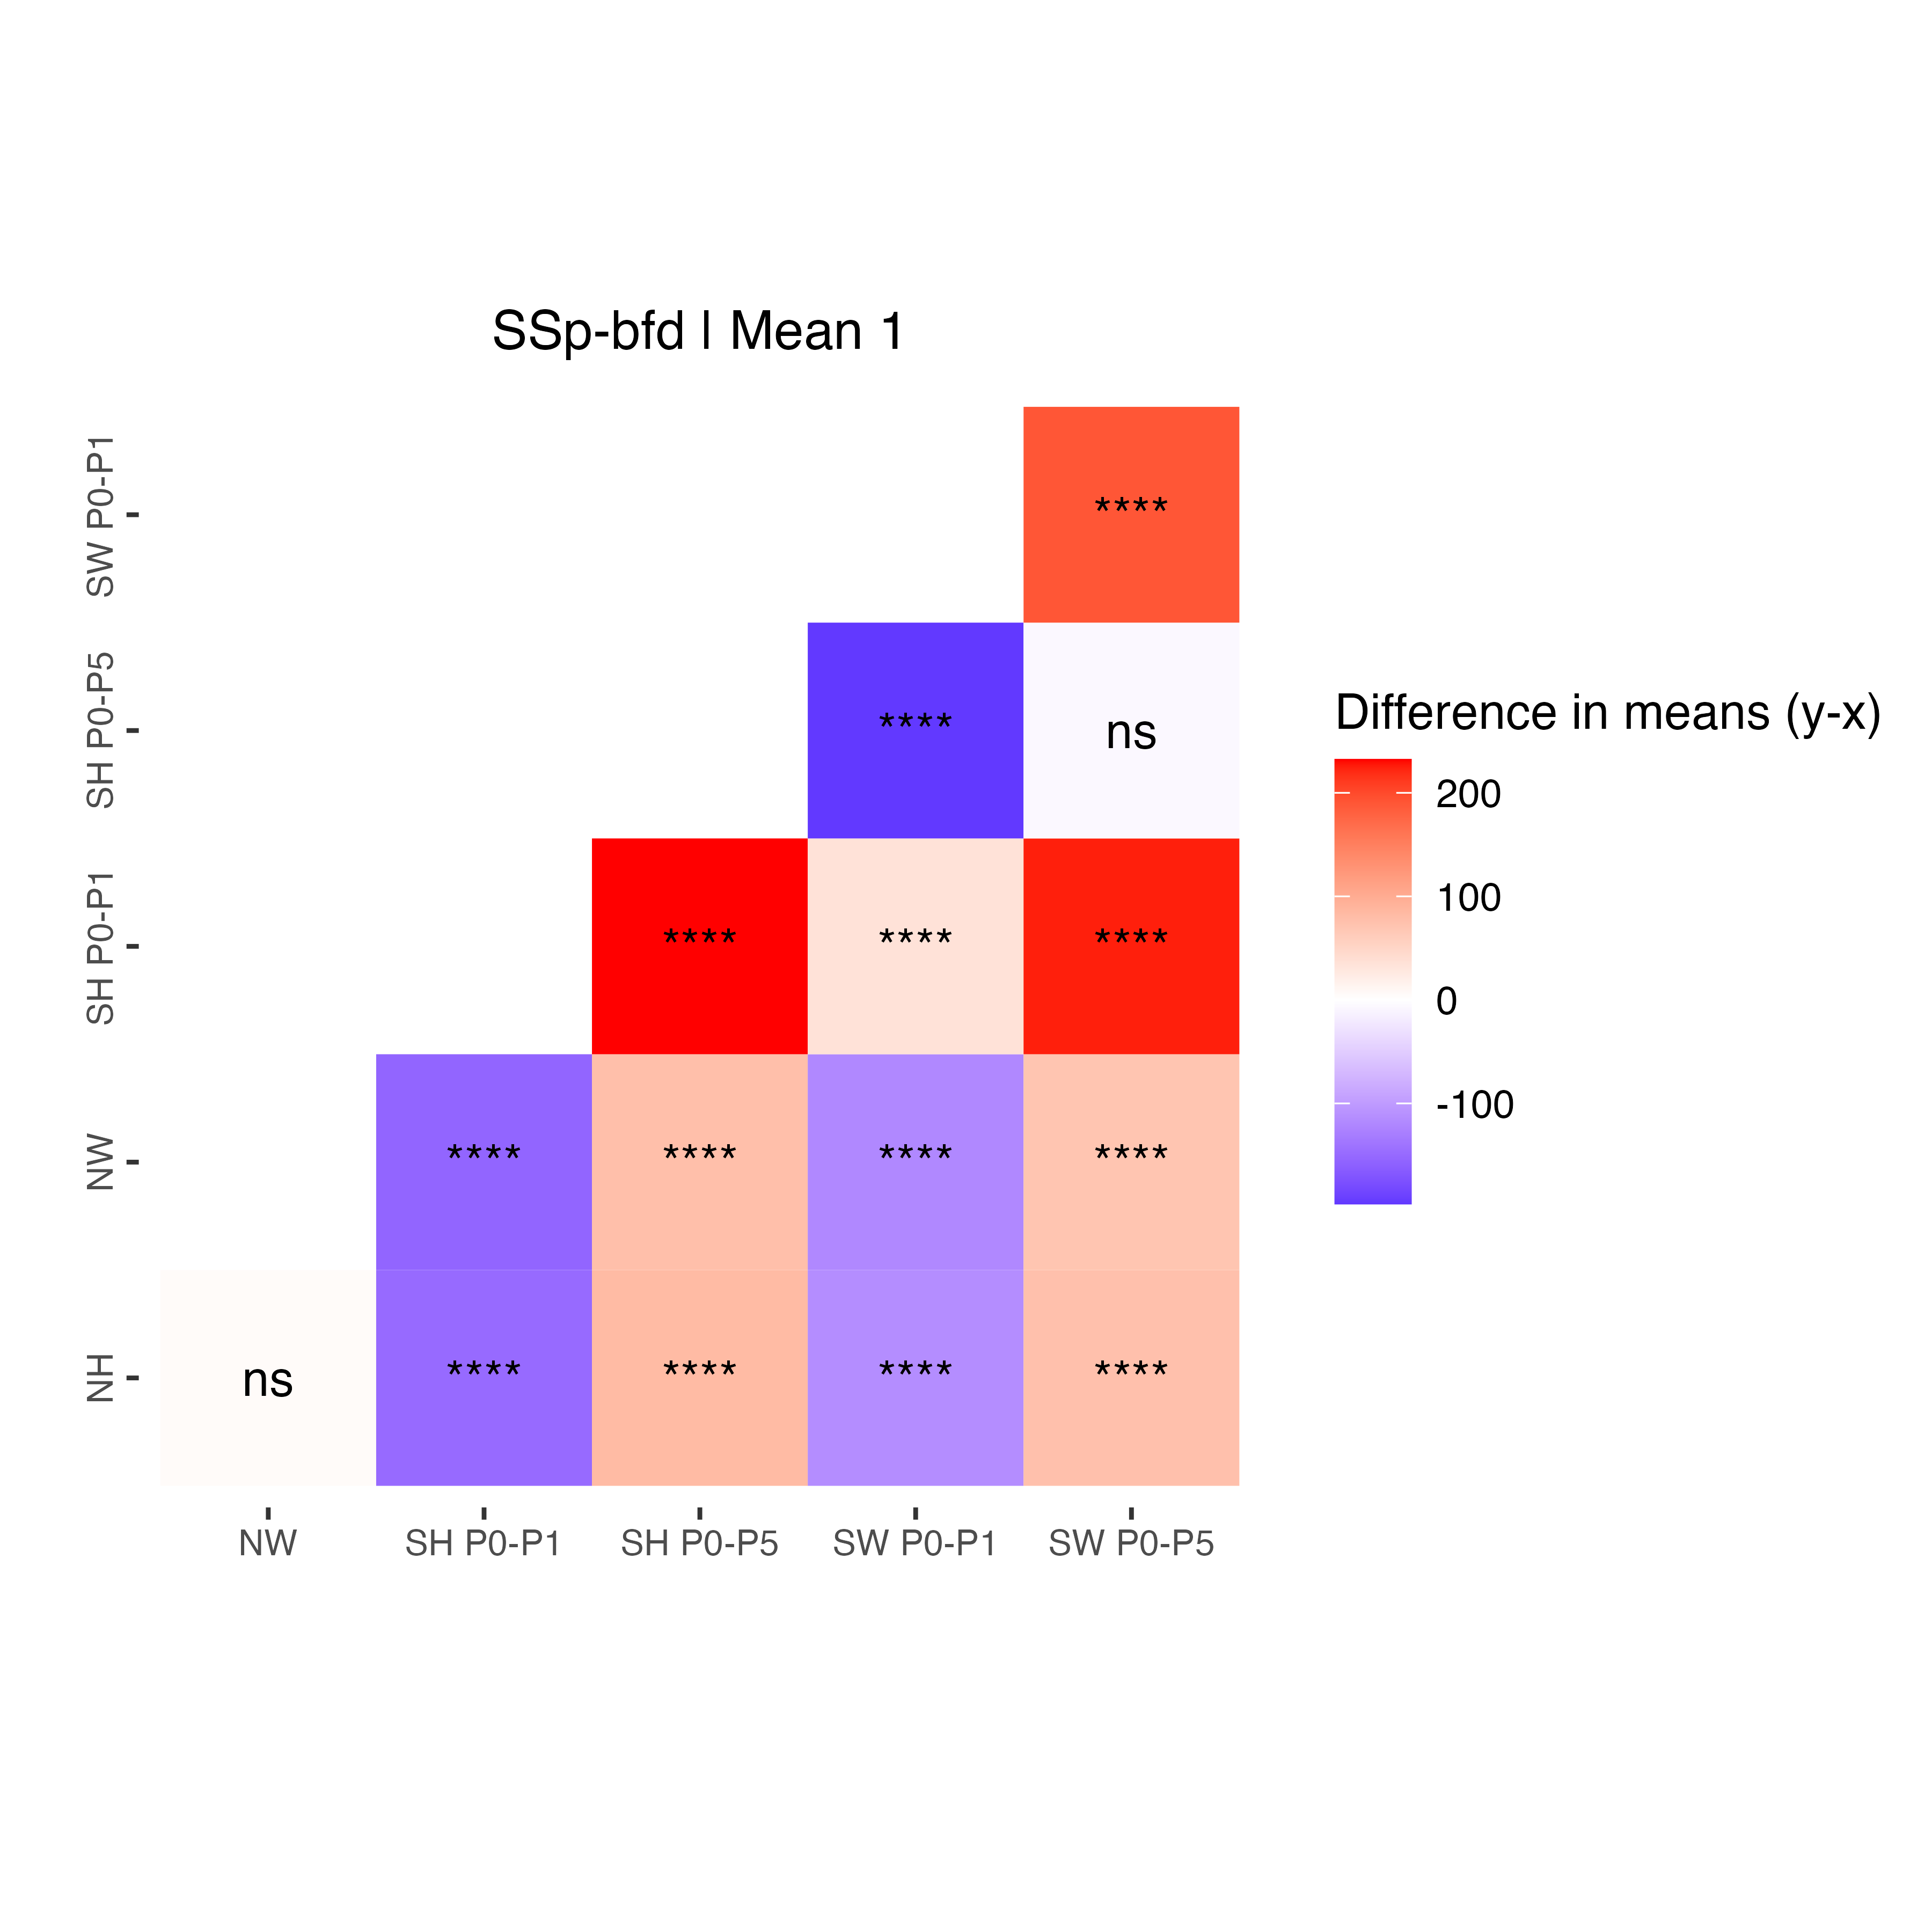 SSp-bfd | Mean 1
SW P0-P1
****
SH P0-P5
****
ns
SH P0-P1
****
****
****
NW
****
****
****
****
NH
ns
****
****
****
****
NW
SH P0-P1
SH P0-P5
SW P0-P1
SW P0-P5
Difference in means (y-x)
200
100
0
-100